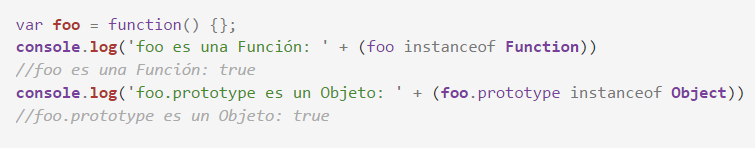 var foo = function() {};
console.log('foo es una Función: ' + (foo instanceof Function))
//foo es una Función: true
console.log('foo.prototype es un Objeto: ' + (foo.prototype instanceof Object))
//foo.prototype es un Objeto: true